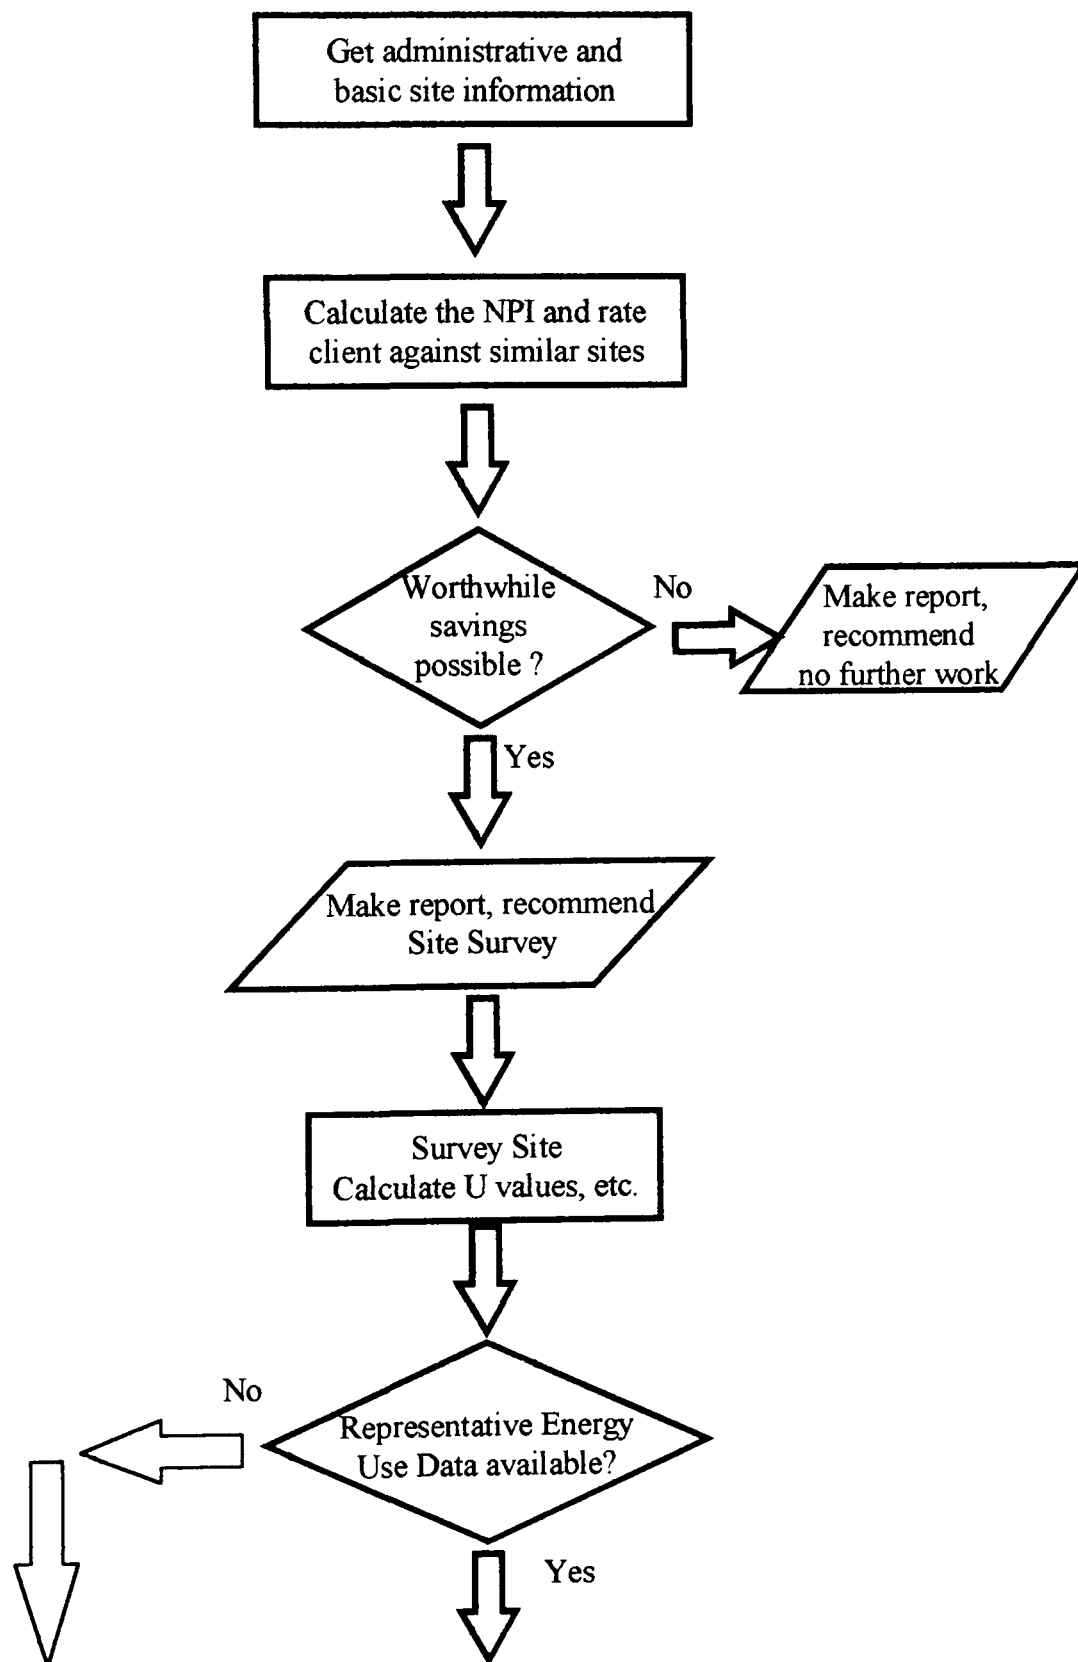 Get administrative and
basic site information
Calculate the NPI and rate
client against similar sites
Worthwhile
savings
possible ?
No
Make report,
recommend
no further work
Yes
Make report, recommend
Site Survey
Survey Site
Calculate U values, etc.
No
Representative Energy
Use Data available?
Yes